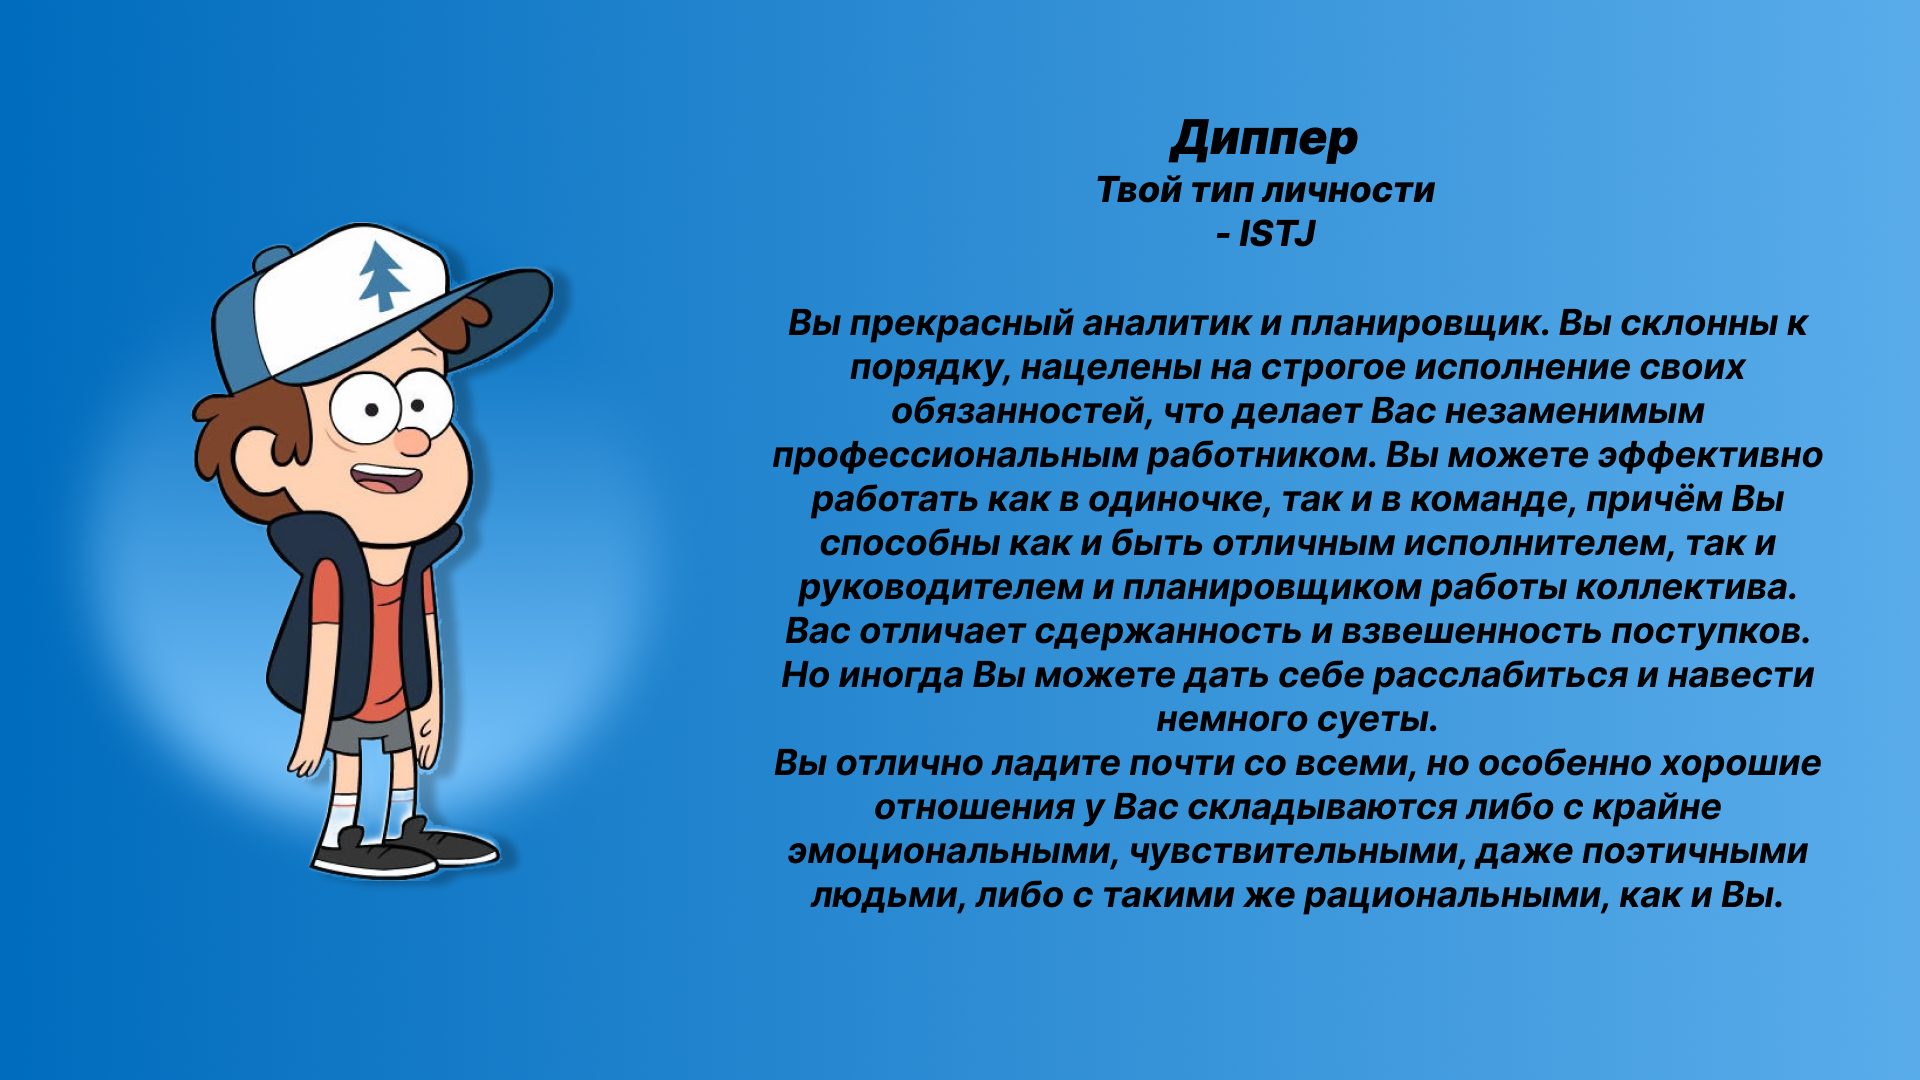 Диппер
Твой тип личности
- ISTJ
Вы прекрасный аналитик и планировщик. Вы склонны к
порядку, нацелены на строгое исполнение своих
обязанностей, что делает Вас незаменимым
профессиональным работником. Вы можете эффективно
работать как в одиночке, так и в команде, причём Вы
способны как и быть отличным исполнителем, так и
руководителем и планировщиком работы коллектива.
Вас отличает сдержанность и взвешенность поступков.
Но иногда Вы можете дать себе расслабиться и навести
немного суеты.
Вы отлично ладите почти со всеми, но особенно хорошие
отношения у Вас складываются либо с крайне
эмоциональными, чувствительными, даже поэтичными
людьми, либо с такими же рациональными, как и Вы.